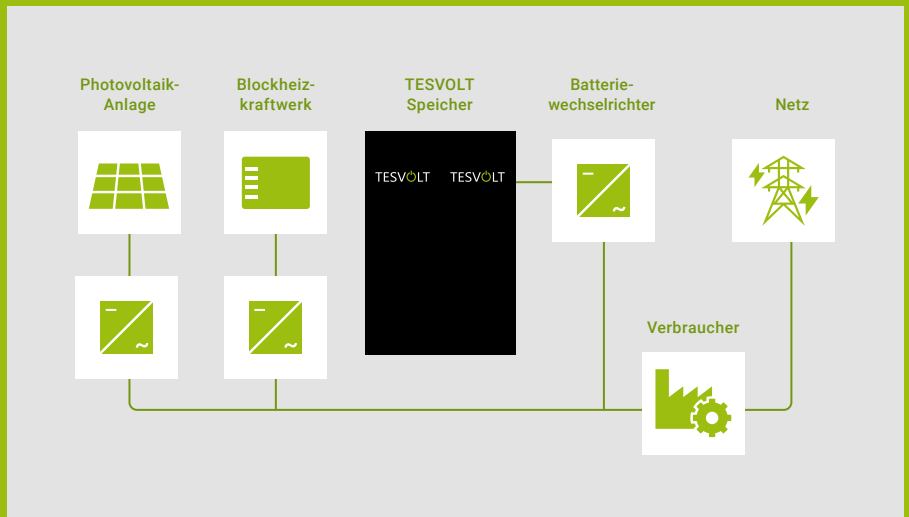 Photovoltaik-
Anlage
Blockheiz-
kraftwerk
TESVOLT
Speicher
Batterie-
wechselrichter
Netz
TESVOLT TESVOLT
Verbraucher